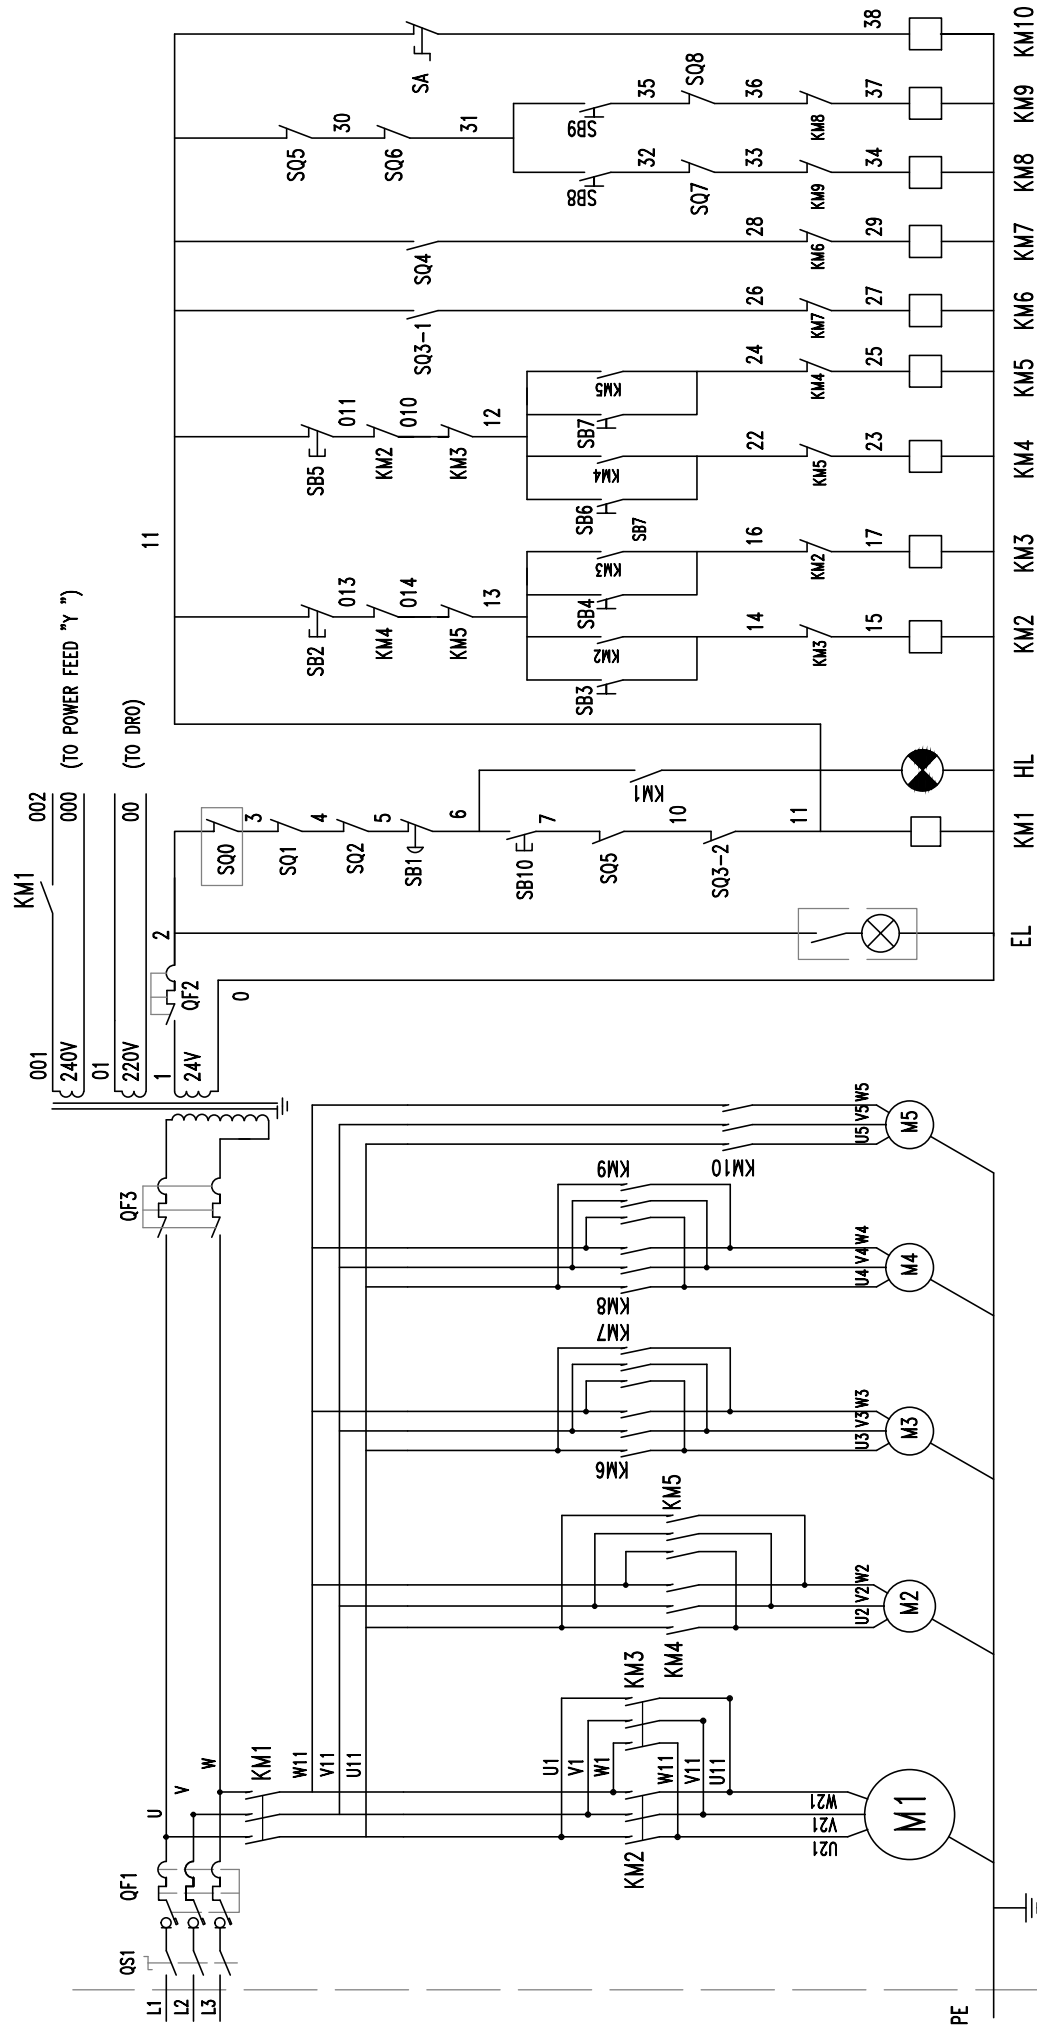 L1
L2
L3
PE
QS1
QF1
U
V
W
KM1
W11
V11
U11
U1
V1
W1
KM2
KM3
W11
V11
U11
U21
V21
W21
M1
KM4
KM5
U2
V2
W2
M2
KM6
KM7
U3
V3
W3
M3
KM8
KM9
U4
V4
W4
M4
KM10
U5
V5
W5
M5
QF3
001
240V
01
220V
1
24V
QF2
0
2
KM1
002
000
(TO POWER FEED "Y ")
00
(TO DRO)
EL
SQ0
3
SQ1
4
SQ2
5
SB1
6
SB10
7
SQ5
10
SQ3-2
11
KM1
KM1
HL
11
SB2
013
KM4
014
KM5
13
SB3
KM2
SB4
KM3
14
16
KM3
KM2
15
17
KM2
KM3
SB5
011
KM2
010
KM3
12
SB6
SB7
KM4
SB7
KM5
22
24
KM5
KM4
23
25
KM4
KM5
SQ3-1
26
KM7
27
KM6
SQ4
28
KM6
29
KM7
SQ5
30
SQ6
31
SB8
32
SQ7
33
KM9
34
KM8
SB9
35
SQ8
36
KM8
37
KM9
SA
38
KM10